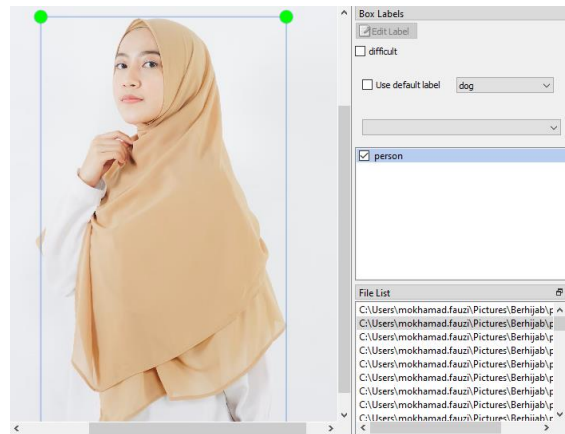 Box Labels
Edit Label
difficult
Use default label
dog
person
File List
C:\Users\mokhamad.fauzi\Pictures\Berhijab\p
C:\Users\mokhamad.fauzi\Pictures\Berhijab\p
C:\Users\mokhamad.fauzi\Pictures\Berhijab\p
C:\Users\mokhamad.fauzi\Pictures\Berhijab\p
C:\Users\mokhamad.fauzi\Pictures\Berhijab\p
C:\Users\mokhamad.fauzi\Pictures\Berhijab\p
C:\Users\mokhamad.fauzi\Pictures\Berhijab\p
C:\Users\mokhamad.fauzi\Pictures\Berhijab\p
C:\Users\mokhamad.fauzi\Pictures\Berhijab\p